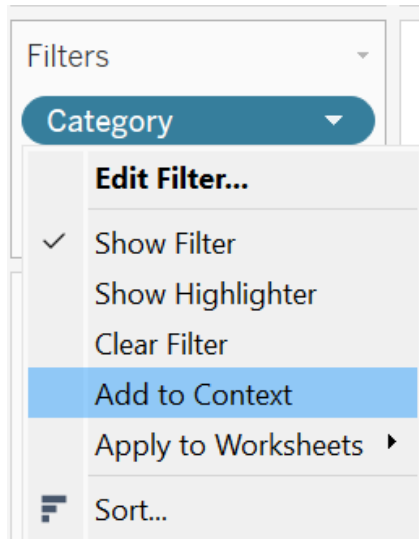 Filters
Category
Edit Filter...
Show Filter
Show Highlighter
Clear Filter
Add to Context
Apply to Worksheets
Sort...